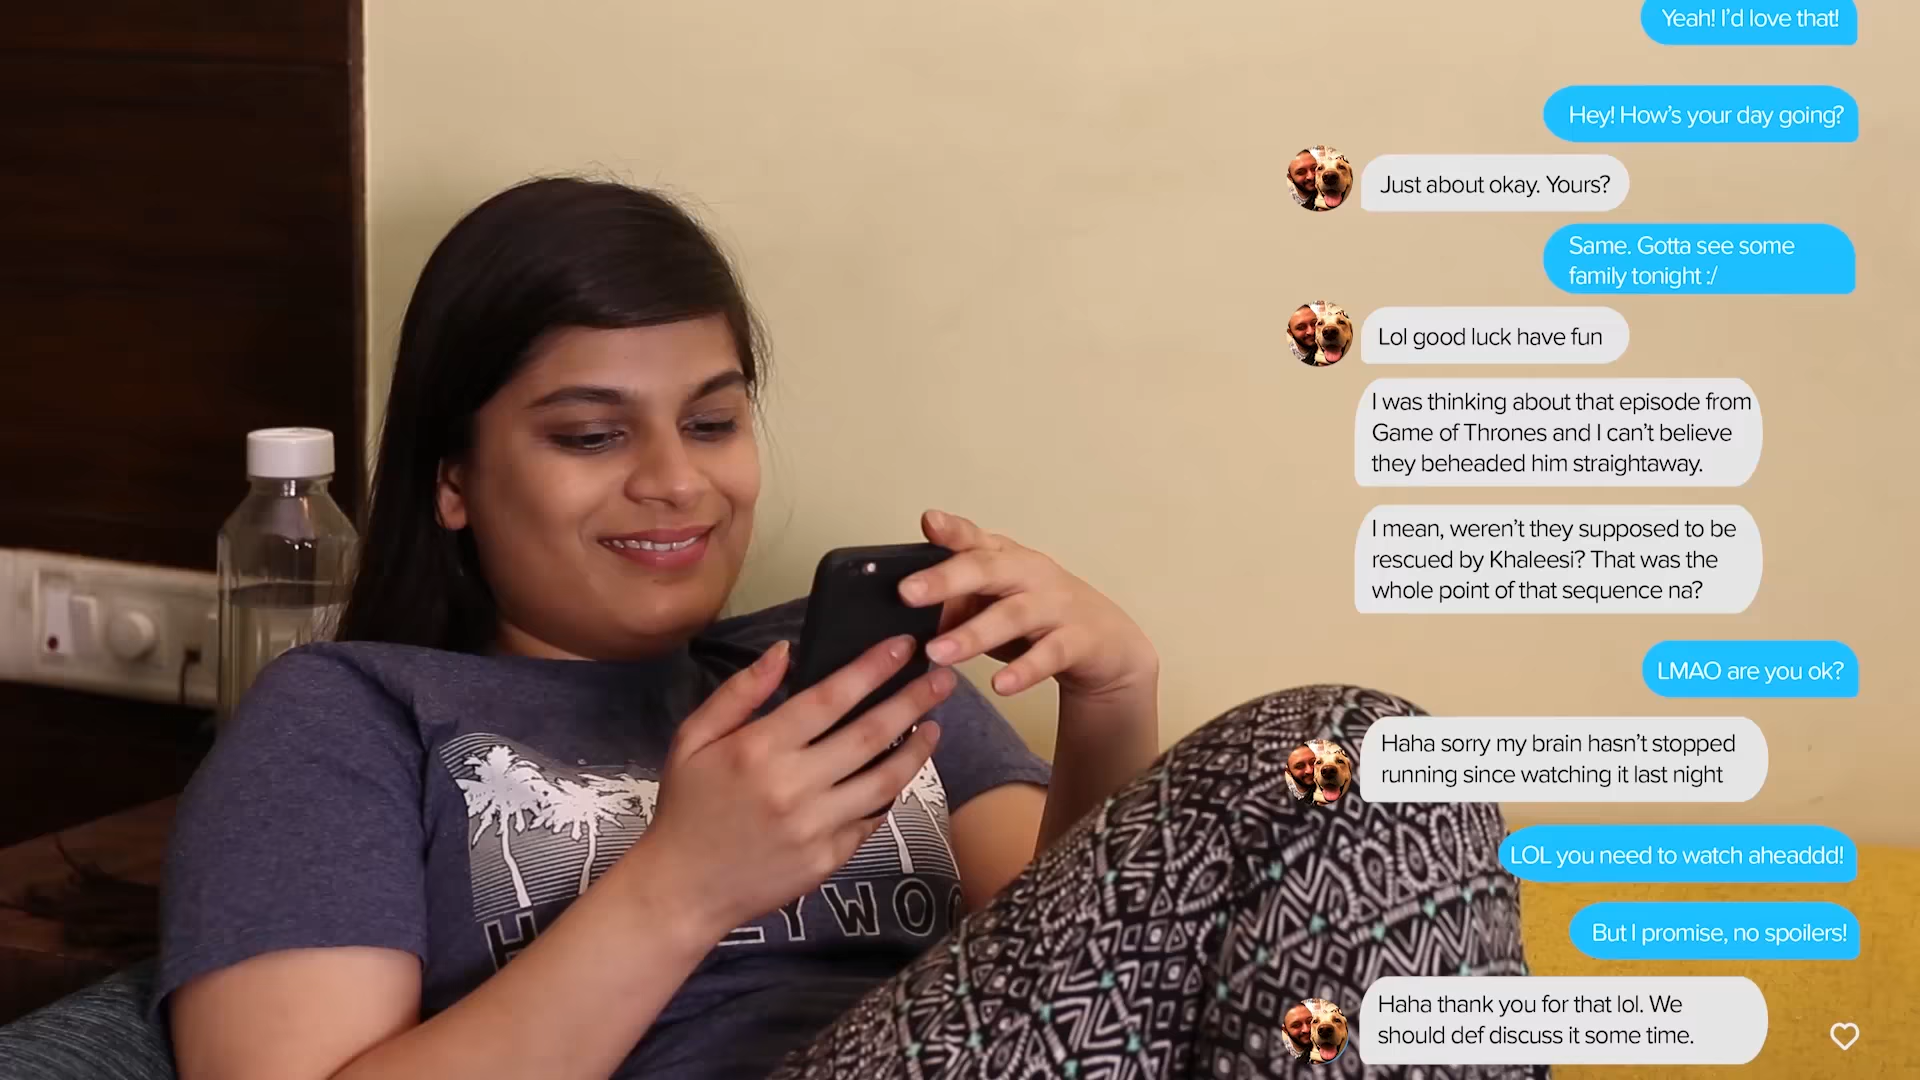 Yeah! I'd love that!
Hey! How's your day going?
Just about okay. Yours?
Same. Gotta see some
family tonight :/
Lol good luck have fun
I was thinking about that episode from
Game of Thrones and I can't believe
they beheaded him straightaway.
I mean, weren't they supposed to be
rescued by Khaleesi? That was the
whole point of that sequence na?
LMAO are you ok?
Haha sorry my brain hasn't stopped
running since watching it last night
LOL you need to watch aheaddd!
But I promise, no spoilers!
Haha thank you for that lol. We
should def discuss it some time.